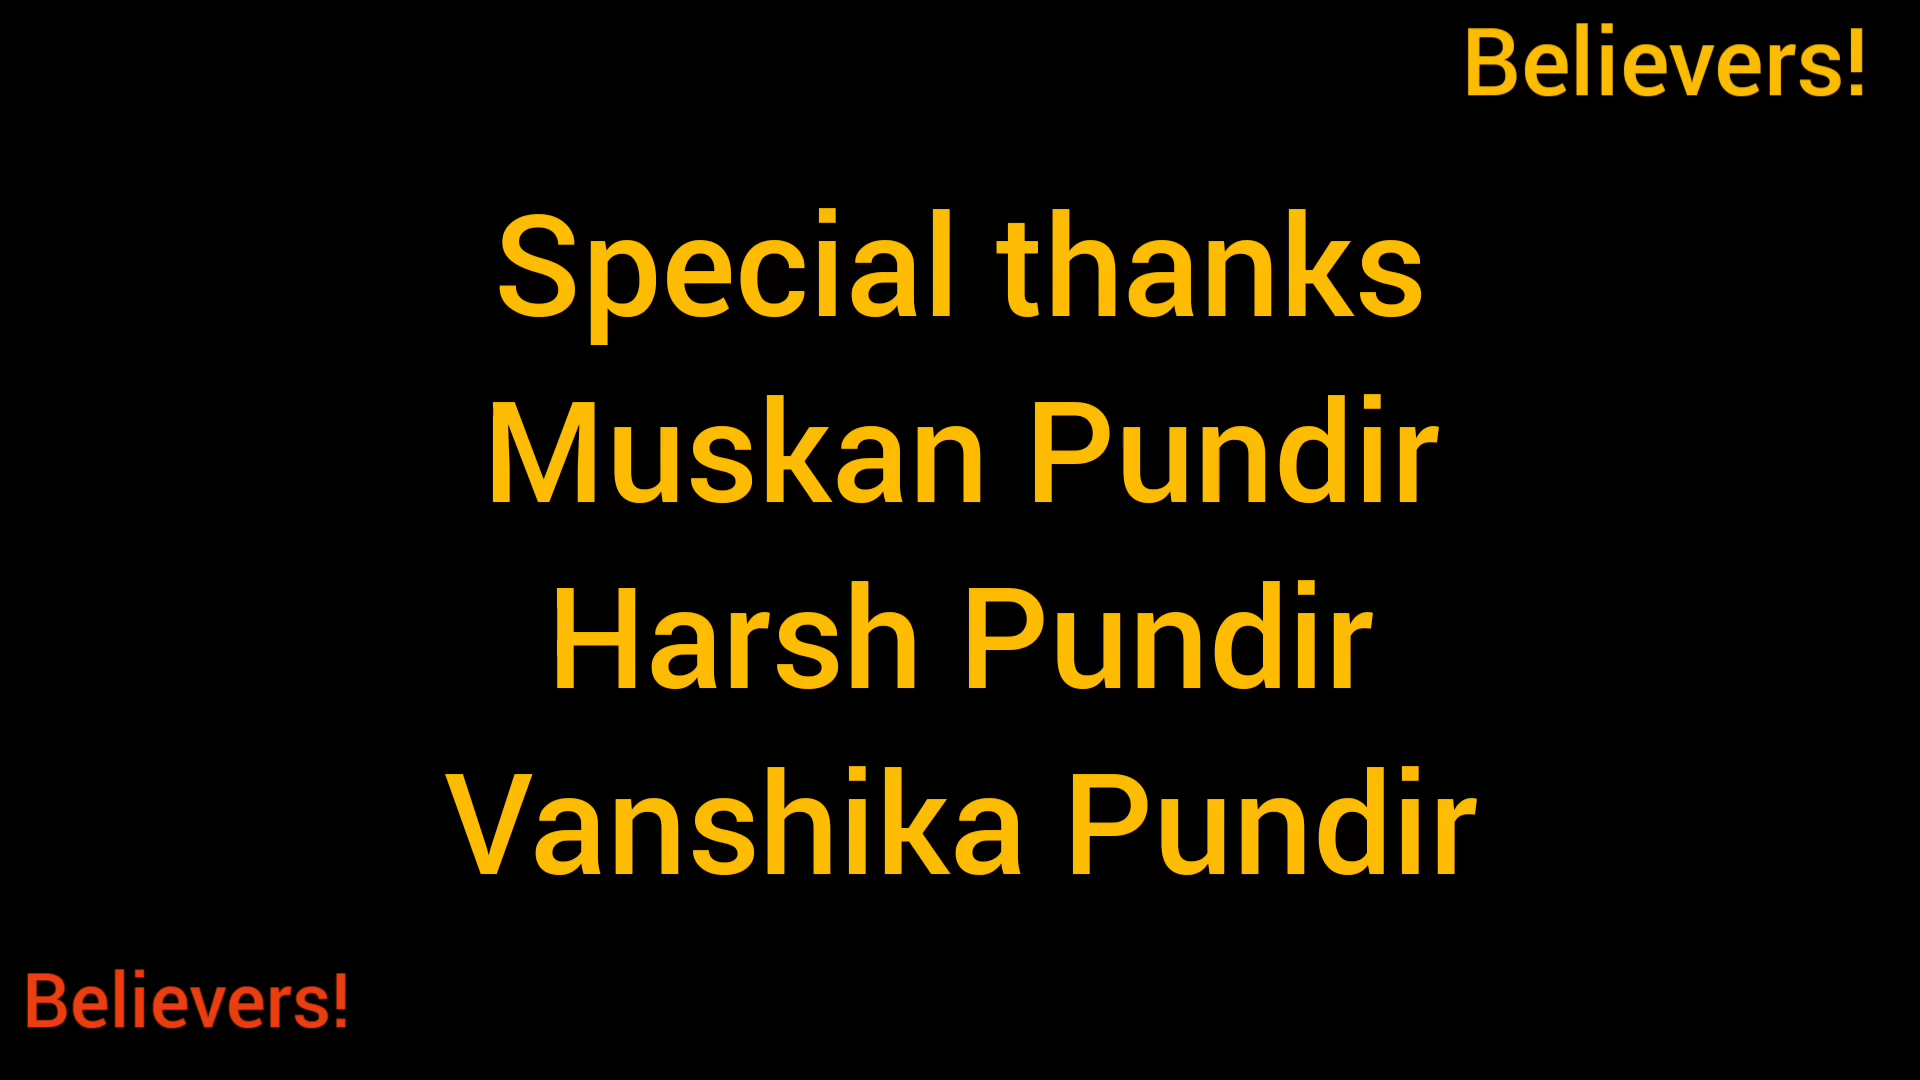 Believers!
Special thanks
Muskan Pundir
Harsh Pundir
Vanshika Pundir
Believers!